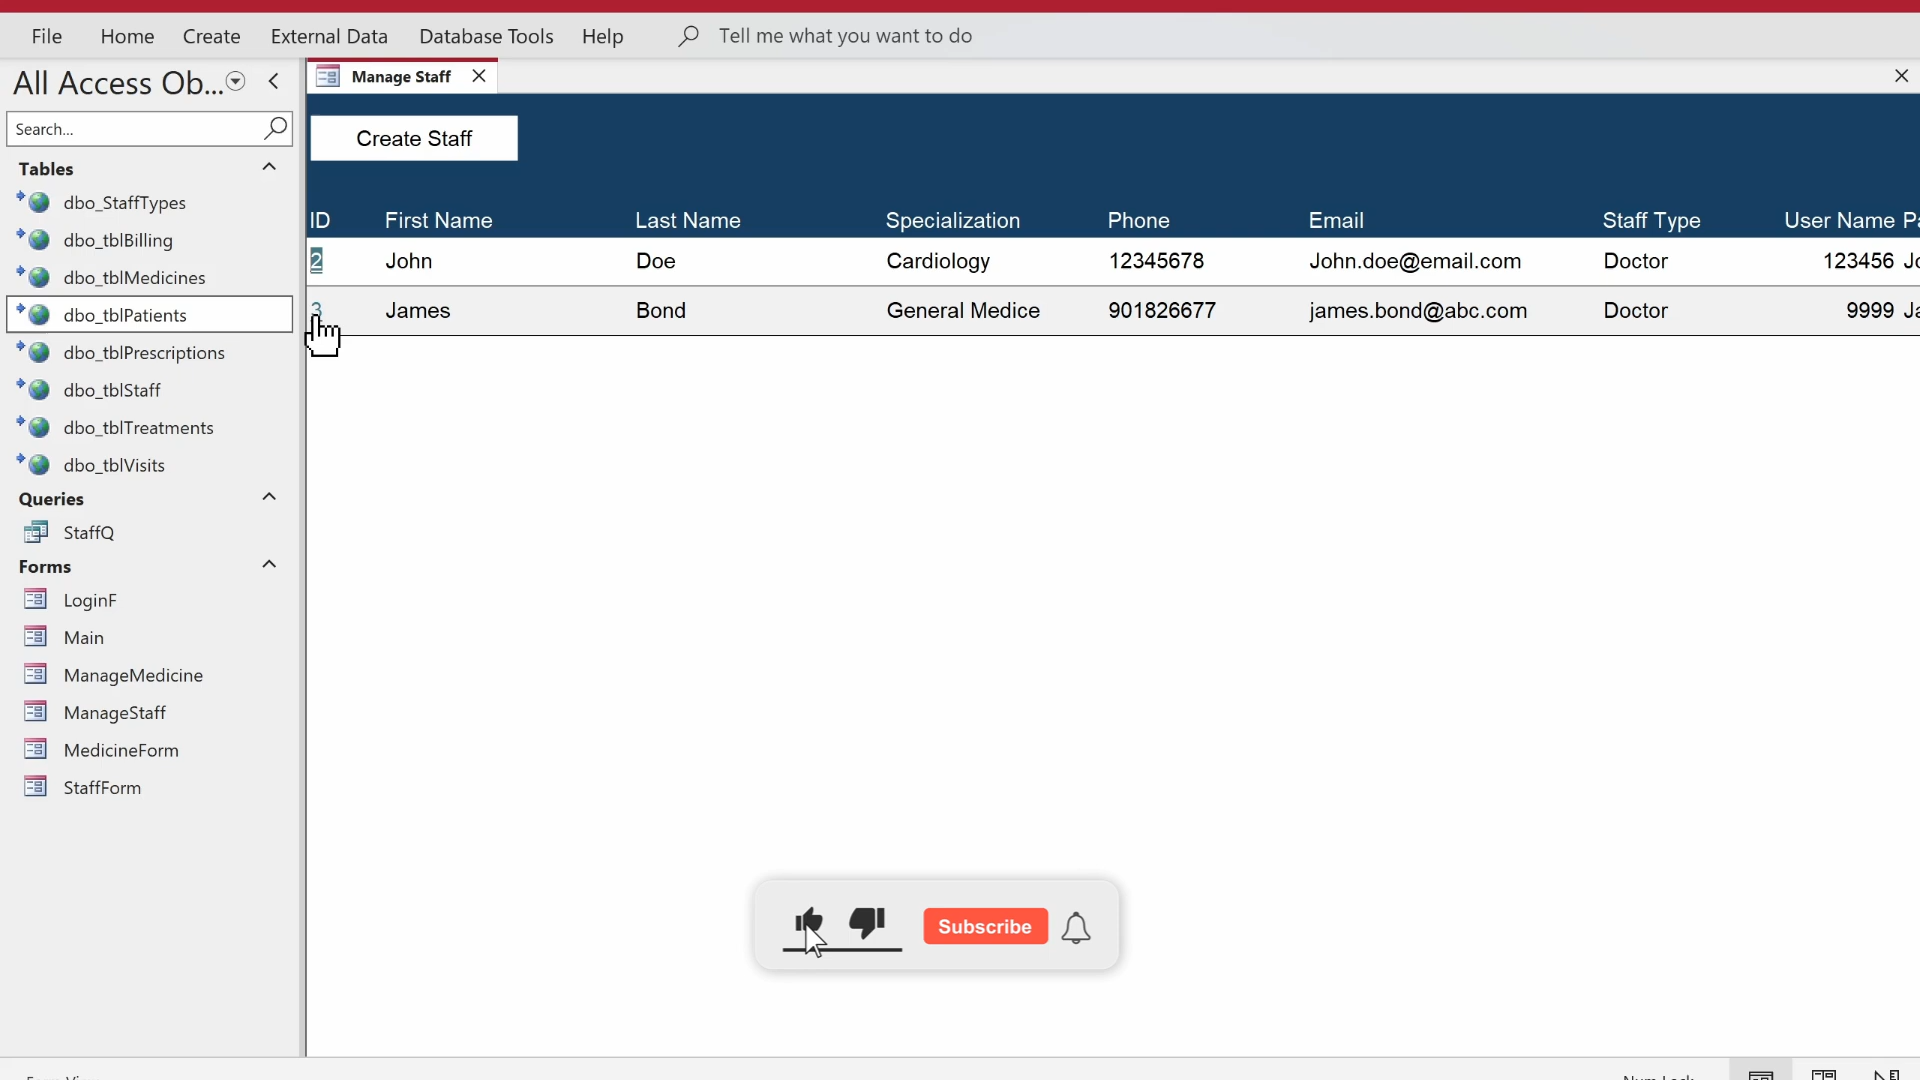 File Home Create External Data Database Tools Help Tell me what you want to do
All Access Ob...
Manage Staff
Search...
Create Staff
Tables
dbo_StaffTypes
dbo_tblBilling
dbo_tblMedicines
dbo_tblPatients
dbo_tblPrescriptions
dbo_tblStaff
dbo_tblTreatments
dbo_tblVisits
Queries
StaffQ
Forms
LoginF
Main
ManageMedicine
ManageStaff
MedicineForm
StaffForm
ID First Name Last Name Specialization Phone Email Staff Type User Name Pa
2 John Doe Cardiology 12345678 John.doe@email.com Doctor 123456 Jo
3 James Bond General Medice 901826677 james.bond@abc.com Doctor 9999 Ja
Subscribe